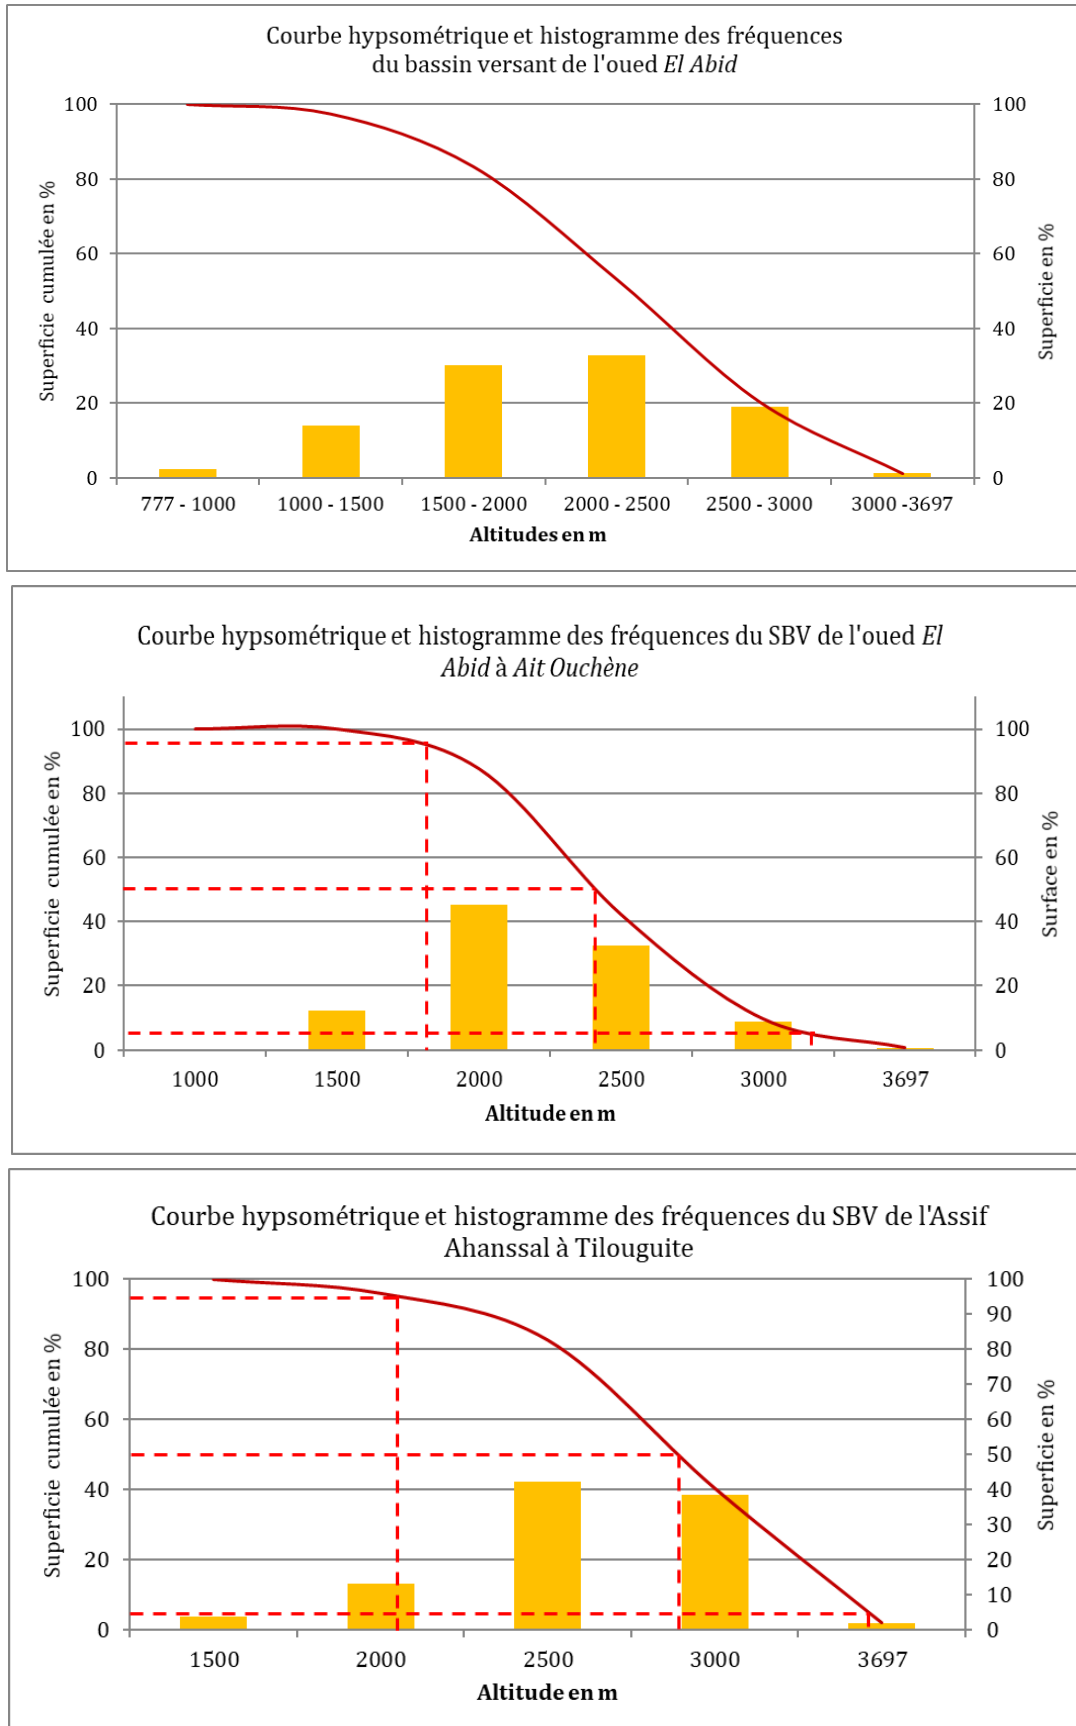 Courbe hypsométrique et histogramme des fréquences
du bassin versant de l'oued El Abid
Superficie cumulée en %
100
80
60
40
20
0
100
80
60
40
20
0
Superficie en %
777 - 1000 1000 - 1500 1500 - 2000 2000 - 2500 2500 - 3000 3000 -3697
Altitudes en m
Courbe hypsométrique et histogramme des fréquences du SBV de l'oued El
Abid à Ait Ouchène
Superficie cumulée en %
100
80
60
40
20
0
100
80
60
40
20
0
Surface en %
1000 1500 2000 2500 3000 3697
Altitude en m
Courbe hypsométrique et histogramme des fréquences du SBV de l'Assif
Ahanssal à Tilouguite
Superficie cumulée en %
100
80
60
40
20
0
100
90
80
70
60
50
40
30
20
10
0
Superficie en %
1500 2000 2500 3000 3697
Altitude en m